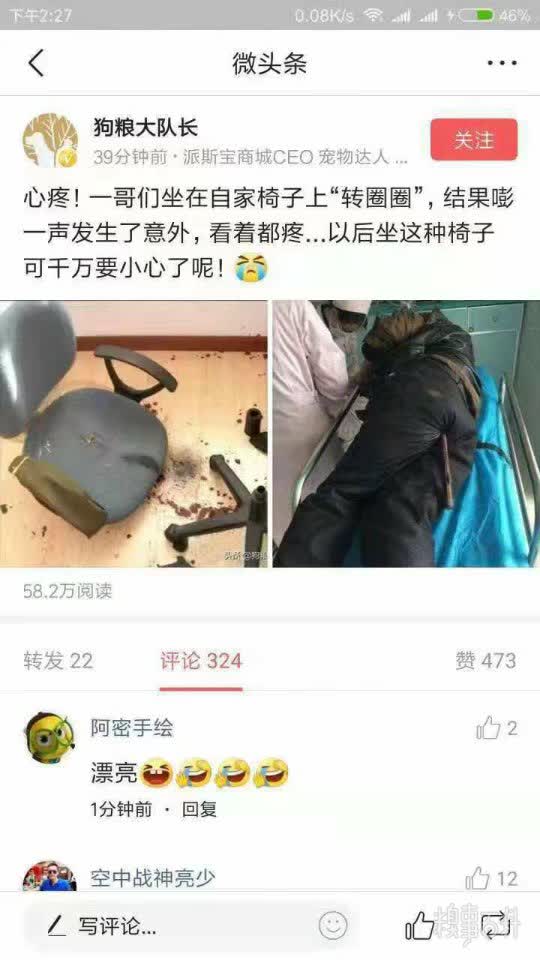 下午2:27
0.08K/s
46%
微头条
狗粮大队长
39分钟前·派斯宝商城CEO 宠物达人 ...
关注
心疼！一哥们坐在自家椅子上“转圈圈”，结果嘭
一声发生了意外，看着都疼...以后坐这种椅子
可千万要小心了呢！
58.2万阅读
转发 22
评论 324
赞 473
阿密手绘
2
漂亮
1分钟前 · 回复
空中战神亮少
12
写评论...